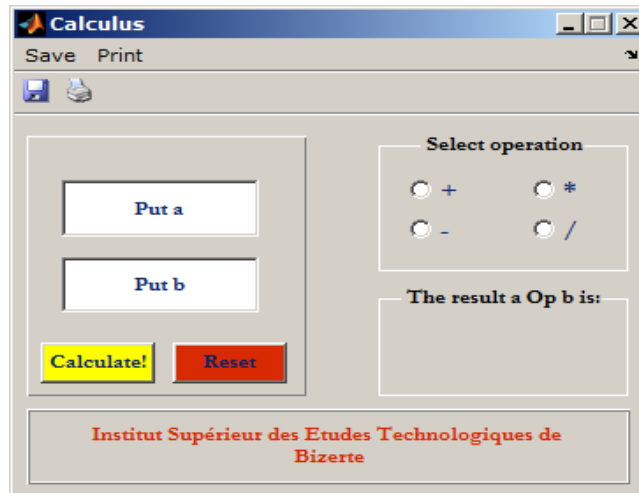 Calculus
Save Print
Select operation
Put a
+ *
- /
Put b
The result a Op b is:
Calculate! Reset
Institut Supérieur des Etudes Technologiques de
Bizerte